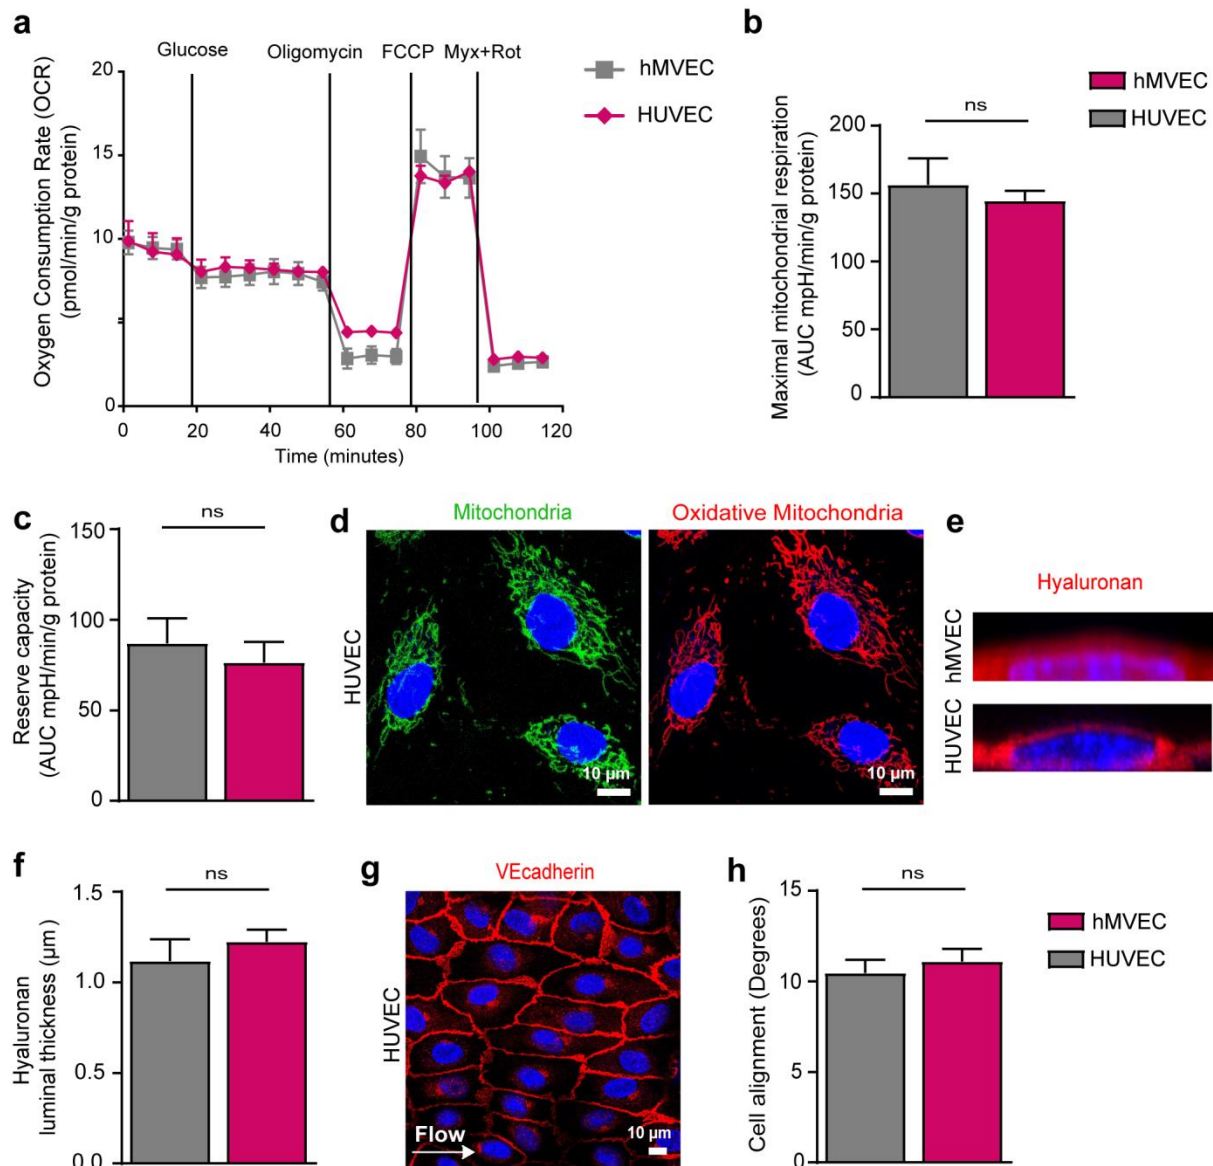 a
Glucose Oligomycin FCCP Myx+Rot
Oxygen Consumption Rate (OCR)
(pmol/min/g protein)
20
15
10
5
0
0 20 40 60 80 100 120
Time (minutes)
hMVEC
HUVEC
b
hMVEC
HUVEC
ns
Maximal mitochondrial respiration
(AUC mpH/min/g protein)
200
150
100
50
0
c
ns
Reserve capacity
(AUC mpH/min/g protein)
150
100
50
0
d
Mitochondria Oxidative Mitochondria
HUVEC
10 µm
10 µm
e
Hyaluronan
hMVEC
HUVEC
f
ns
Hyaluronan
luminal thickness (µm)
1.5
1.0
0.5
0.0
g
VEcadherin
HUVEC
Flow
10 µm
h
ns
Cell alignment (Degrees)
15
10
5
0
hMVEC
HUVEC